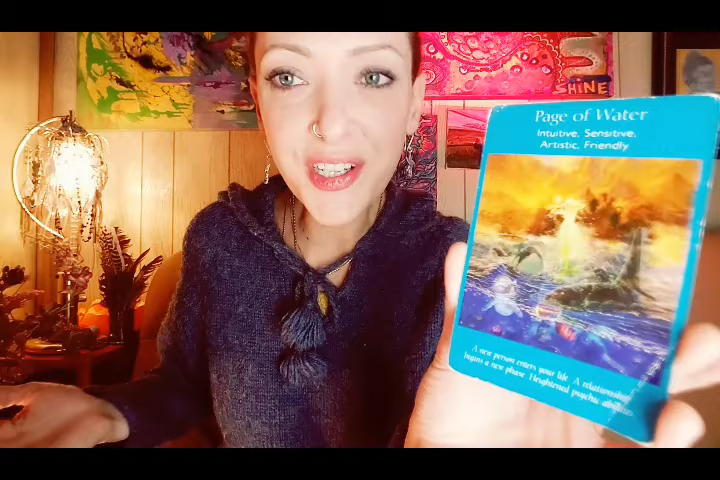 SHINE
Page of Water
Intuitive, Sensitive,
Artistic, Friendly
A new person enters your life. A relationship
begins a new phase. Heightened psychic abilities.